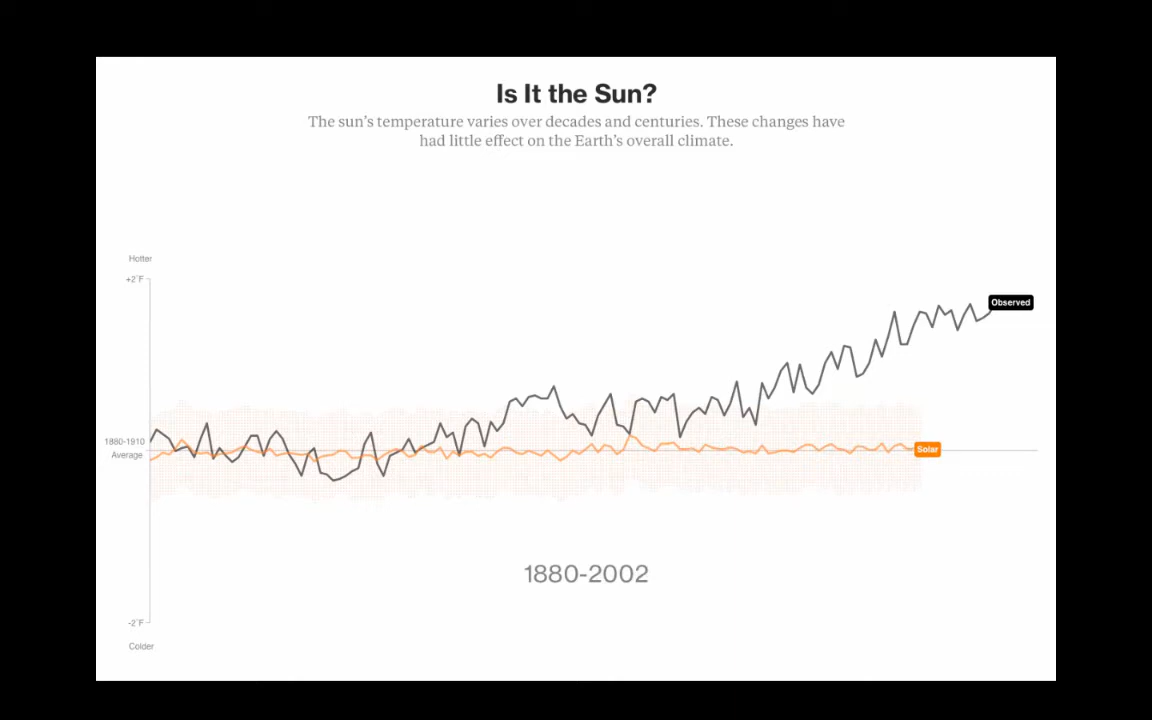 Is It the Sun?
The sun's temperature varies over decades and centuries. These changes have
had little effect on the Earth's overall climate.
Hotter
+2°F
Observed
1880-1910
Average
Solar
1880-2002
-2°F
Colder